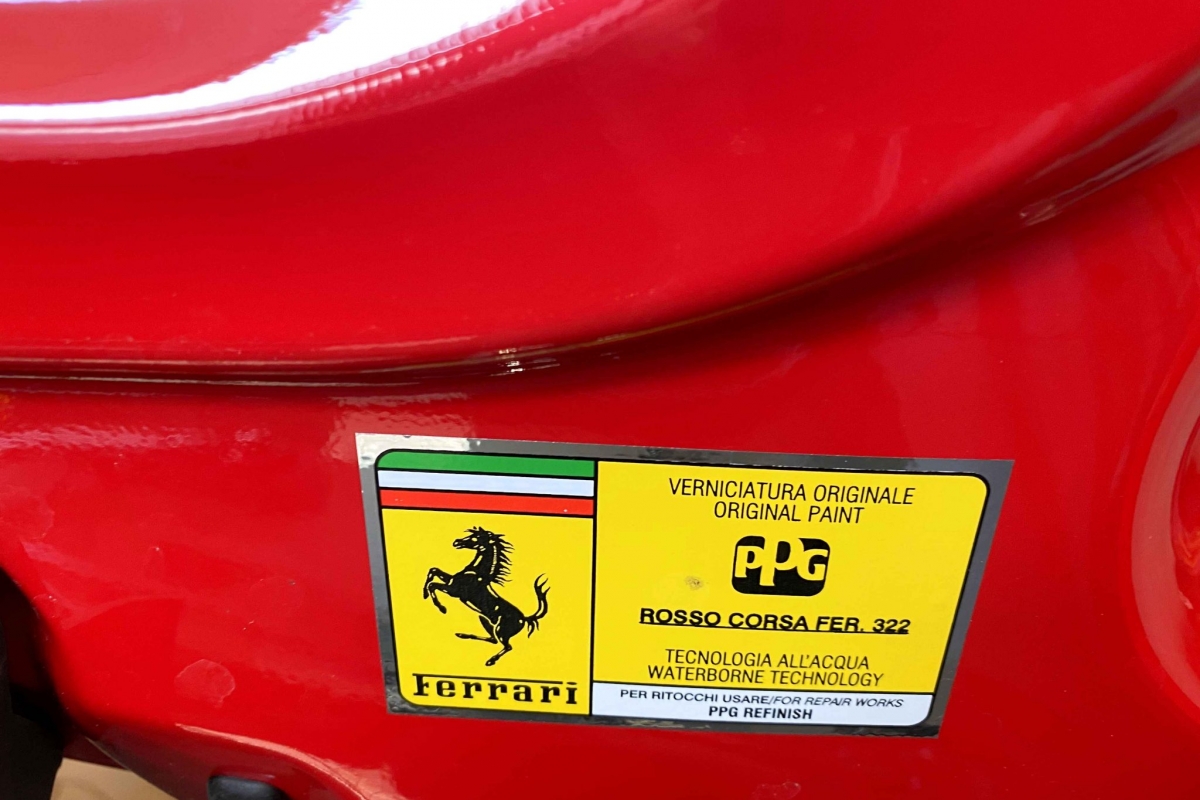 Ferrari
VERNICIATURA ORIGINALE
ORIGINAL PAINT
PPG
ROSSO CORSA FER. 322
TECNOLOGIA ALL'ACQUA
WATERBORNE TECHNOLOGY
PER RITOCCHI USARE/FOR REPAIR WORKS
PPG REFINISH